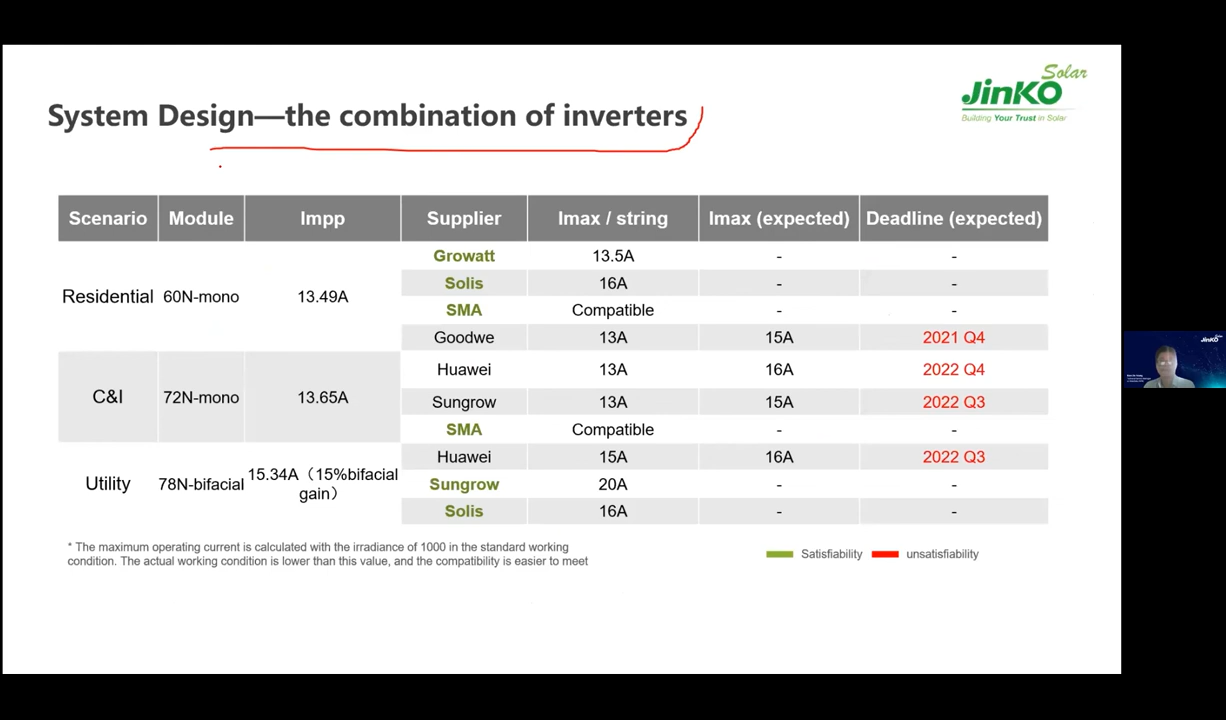 Solar
JinKO
Building Your Trust in Solar
System Design—the combination of inverters
Scenario Module Impp Supplier Imax / string Imax (expected) Deadline (expected)
Residential 60N-mono 13.49A
Growatt 13.5A - -
Solis 16A - -
SMA Compatible - -
Goodwe 13A 15A 2021 Q4
C&I 72N-mono 13.65A
Huawei 13A 16A 2022 Q4
Sungrow 13A 15A 2022 Q3
SMA Compatible - -
Utility 78N-bifacial 15.34A（15%bifacial
gain）
Huawei 15A 16A 2022 Q3
Sungrow 20A - -
Solis 16A - -
* The maximum operating current is calculated with the irradiance of 1000 in the standard working
condition. The actual working condition is lower than this value, and the compatibility is easier to meet
Satisfiability unsatisfiability
JinKO